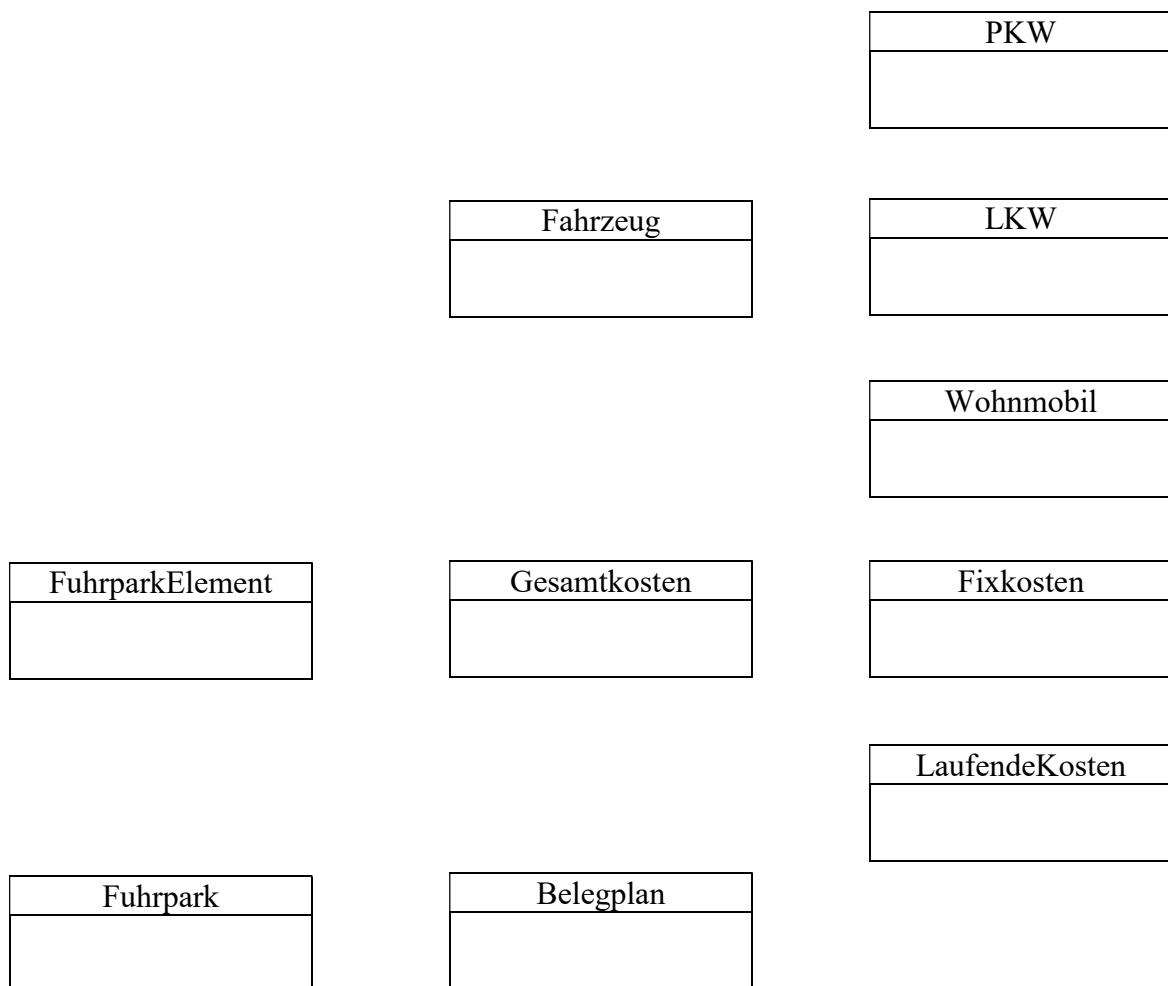 PKW
Fahrzeug
LKW
Wohnmobil
FuhrparkElement
Gesamtkosten
Fixkosten
LaufendeKosten
Fuhrpark
Belegplan